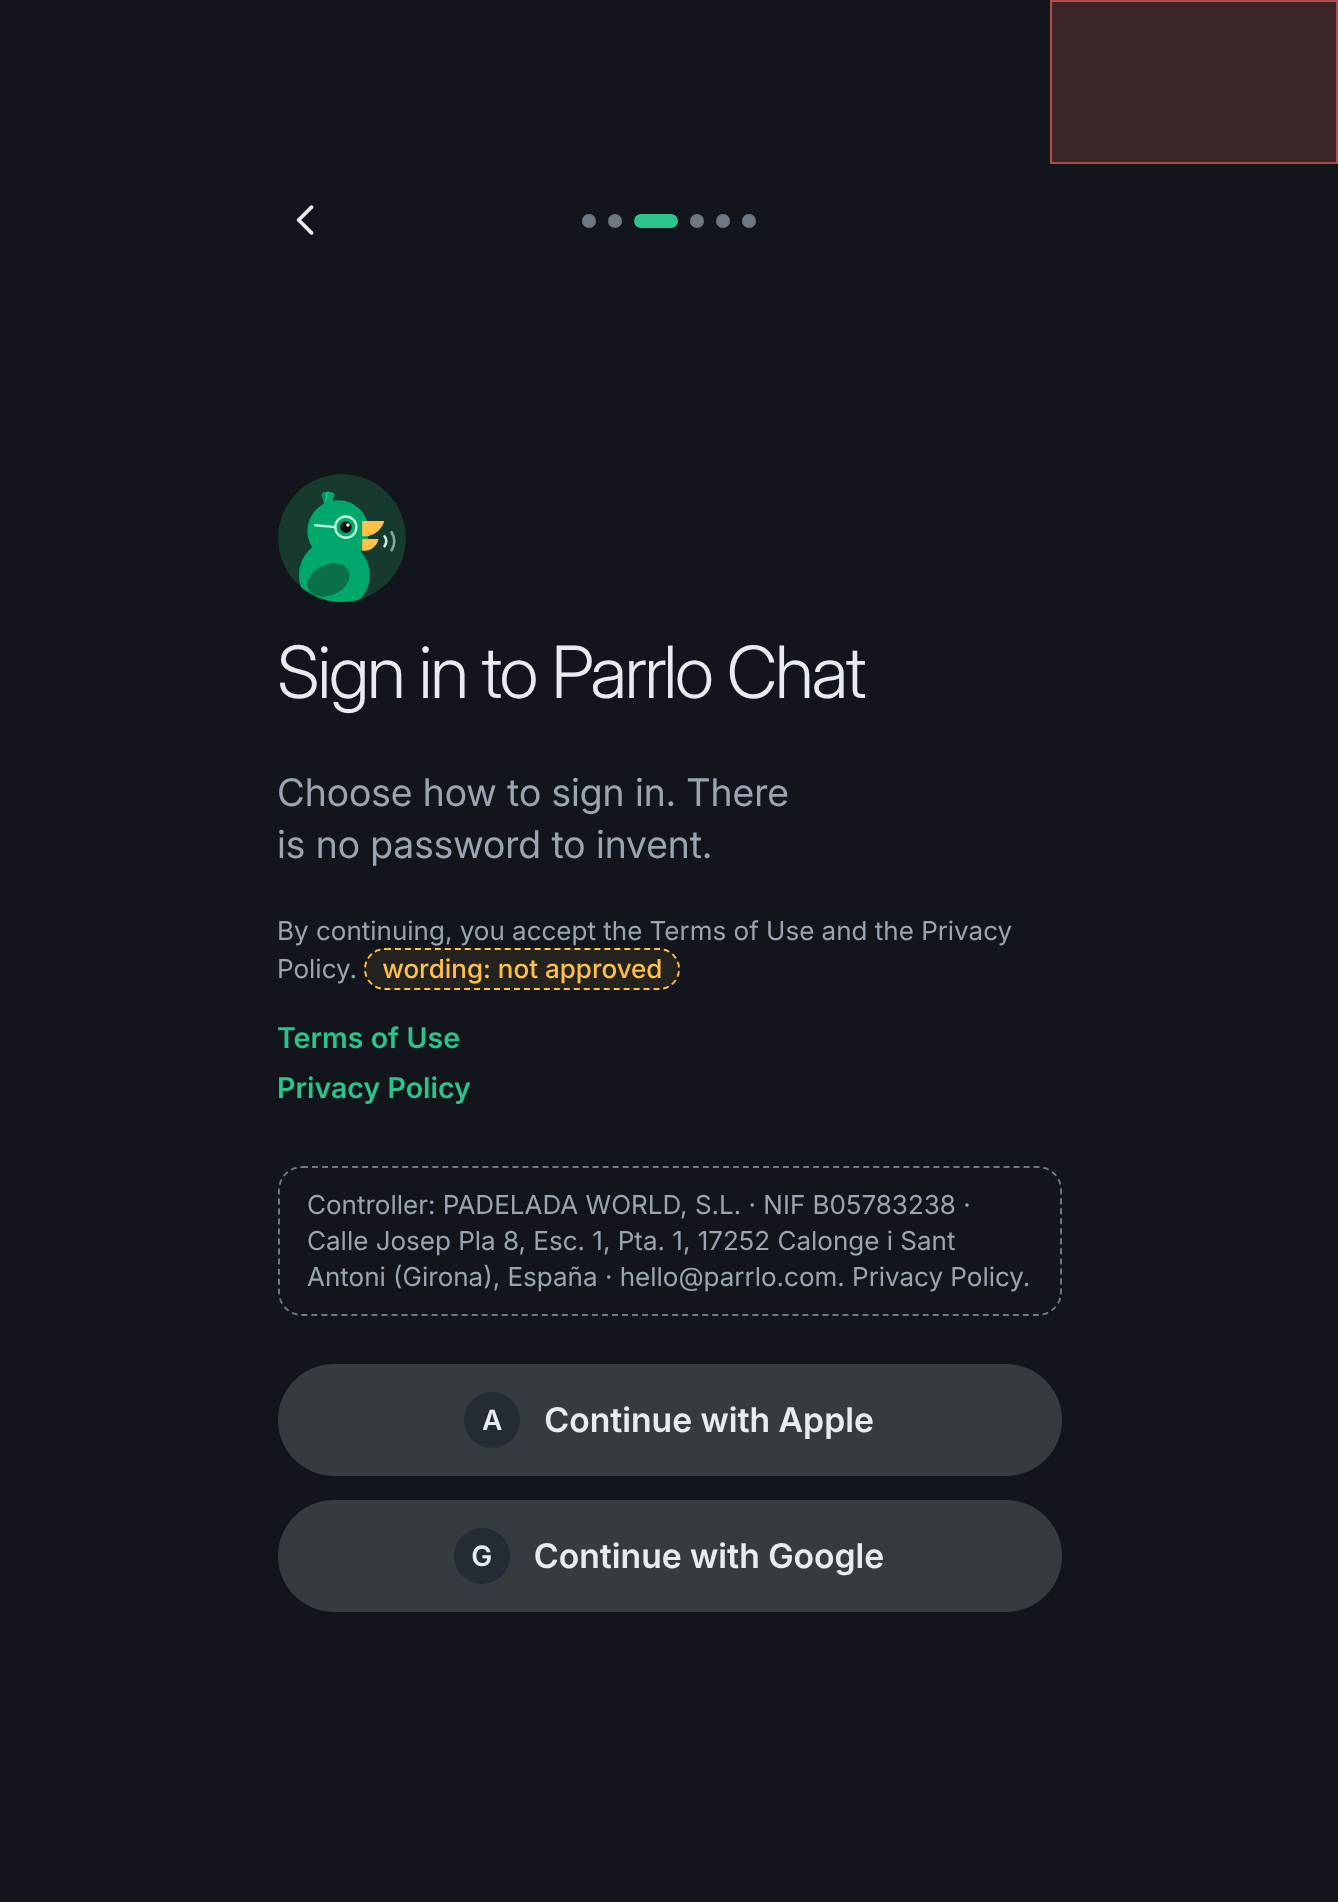 Sign in to Parrlo Chat
Choose how to sign in. There
is no password to invent.
By continuing, you accept the Terms of Use and the Privacy
Policy. wording: not approved
Terms of Use
Privacy Policy
Controller: PADELADA WORLD, S.L. · NIF B05783238 ·
Calle Josep Pla 8, Esc. 1, Pta. 1, 17252 Calonge i Sant
Antoni (Girona), España · hello@parrlo.com. Privacy Policy.
A Continue with Apple
G Continue with Google